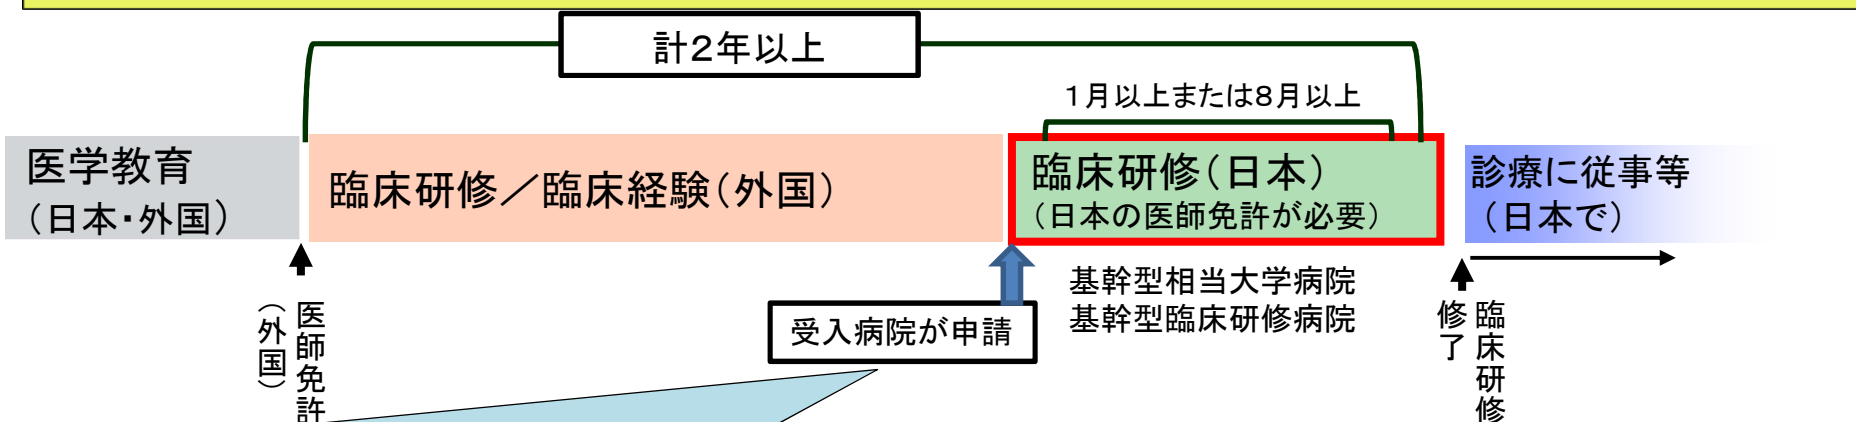 計2年以上
1月以上または8月以上
医学教育
(日本・外国)
臨床研修／臨床経験(外国)
臨床研修(日本)
(日本の医師免許が必要)
診療に従事等
(日本で)
医師免許
(外国)
受入病院が申請
基幹型相当大学病院
基幹型臨床研修病院
臨床研修
修了